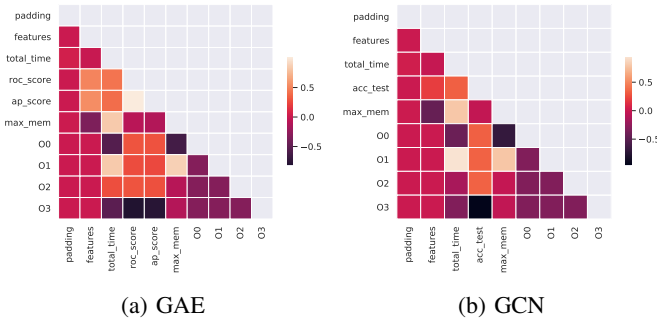 padding
features
total_time
roc_score
ap_score
max_mem
O0
O1
O2
O3
padding
features
total_time
roc_score
ap_score
max_mem
O0
O1
O2
O3
0.5
0.0
−0.5
(a) GAE
padding
features
total_time
acc_test
max_mem
O0
O1
O2
O3
padding
features
total_time
acc_test
max_mem
O0
O1
O2
O3
0.5
0.0
−0.5
(b) GCN